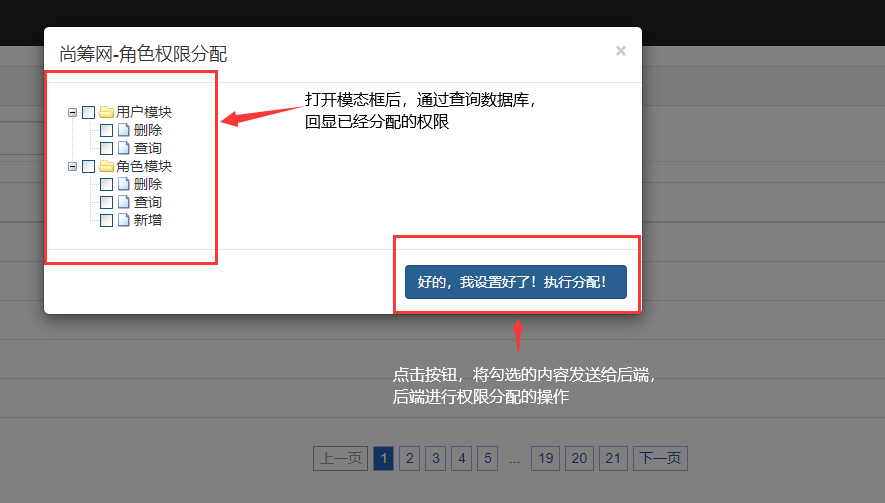 尚筹网-角色权限分配
×
打开模态框后，通过查询数据库，
回显已经分配的权限
用户模块
删除
查询
角色模块
删除
查询
新增
好的，我设置好了！执行分配！
点击按钮，将勾选的内容发送给后端，
后端进行权限分配的操作
上一页 1 2 3 4 5 ... 19 20 21 下一页